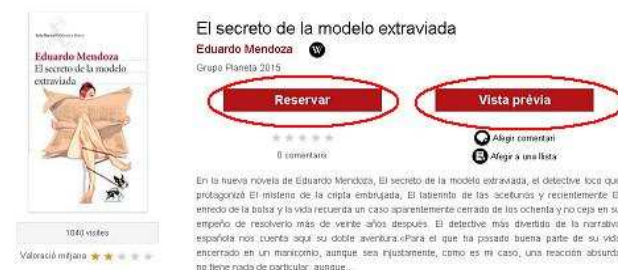 Eduardo Mendoza
El secreto de la modelo
extraviada
1040 visites
Valoració mitjana
El secreto de la modelo extraviada
Eduardo Mendoza W
Grupo Planeta 2015
Reservar
Vista prèvia
0 comentaris
Afegir comentari
Afegir a una llista
En la nueva novela de Eduardo Mendoza, El secreto de la modelo extraviada, el detective loco que
protagonizó El misterio de la cripta embrujada, El laberinto de las aceitunas y recientemente El
enredo de la bolsa y la vida recuerda un caso aparentemente cerrado de los ochenta y no ceja en su
empeño de resolverlo más de veinte años después. El detective más divertido de la narrativa
española nos cuenta aquí su doble aventura.«Para el que ha pasado buena parte de su vida
encerrado en un manicomio, aunque sea injustamente, como es mi caso, una reacción absurda
no tiene nada de particular, aunque...